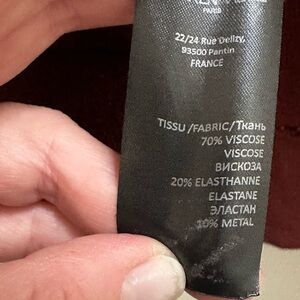 PARIS
22/24 Rue Delizy,
93500 Pantin
FRANCE
TISSU /FABRIC/ Ткань
70% VISCOSE
VISCOSE
ВИСКОЗА
20% ELASTHANNE
ELASTANE
ЭЛАСТАН
10% METAL